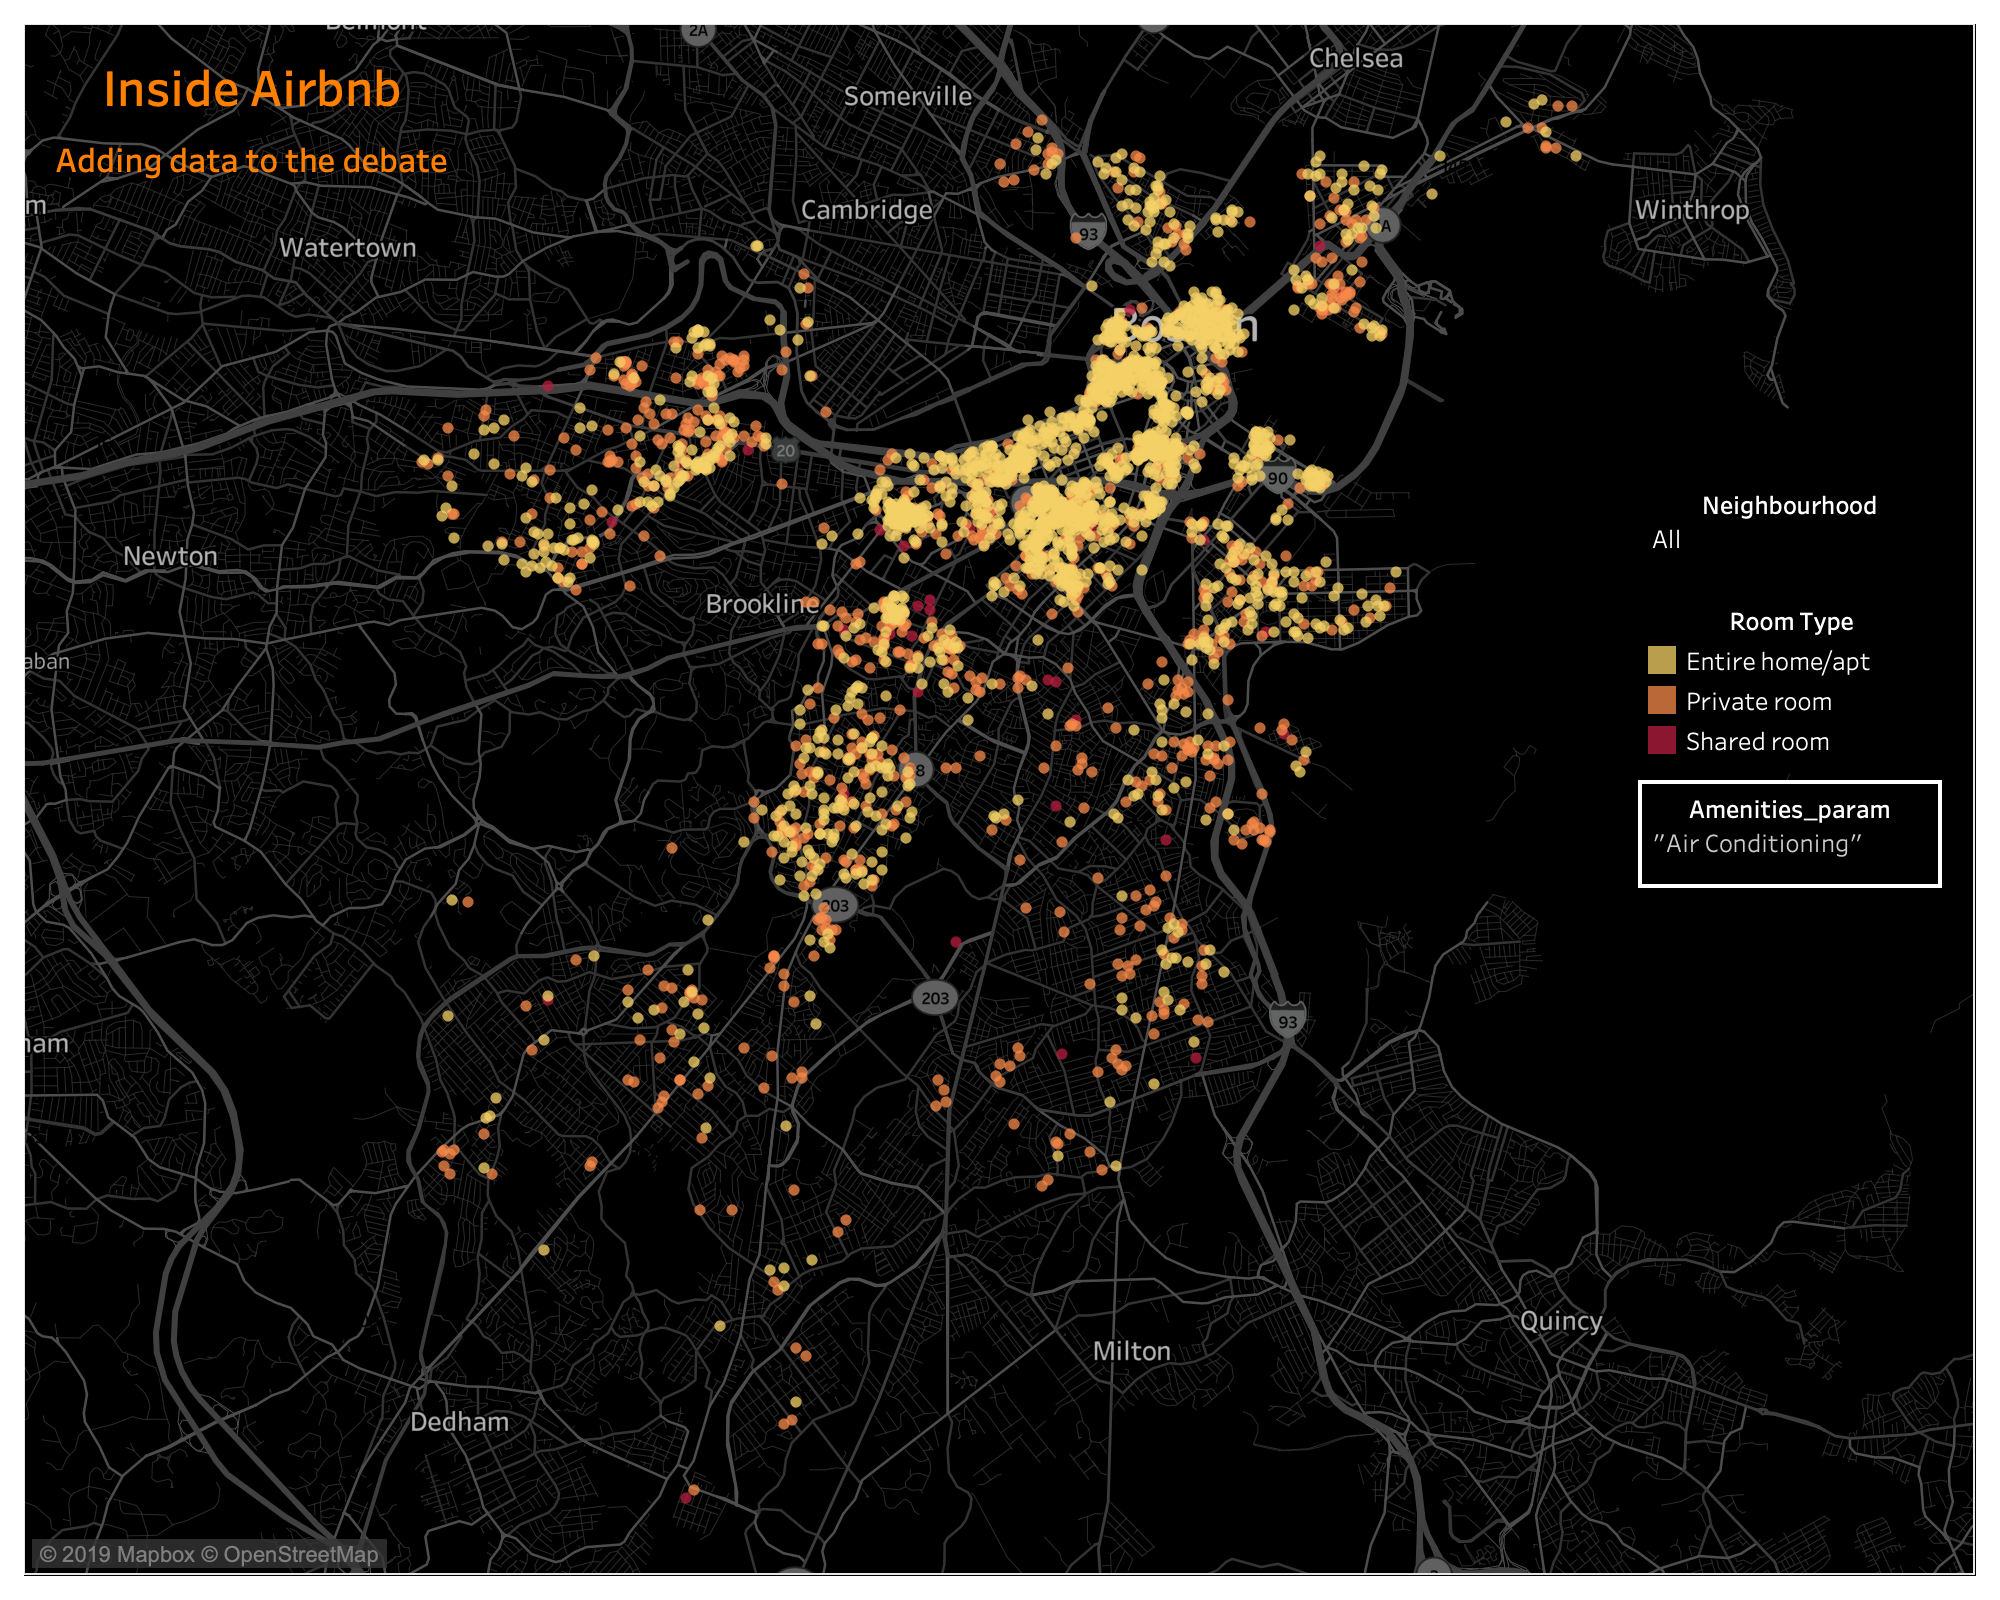 Belmont
2A
Chelsea
Inside Airbnb
Somerville
Adding data to the debate
Cambridge
Winthrop
m
93
A
Watertown
20
90
Neighbourhood
All
Newton
Brookline
Room Type
aban
Entire home/apt
Private room
Shared room
8
Amenities_param
"Air Conditioning"
203
203
93
Quincy
Milton
Dedham
© 2019 Mapbox © OpenStreetMap